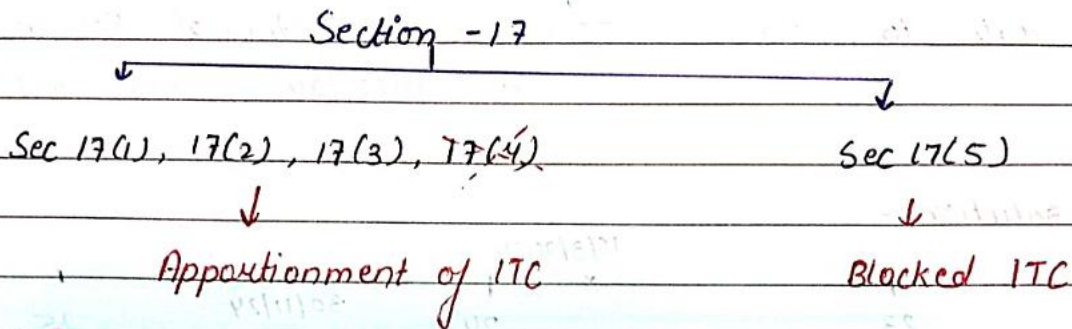 Section -17
Sec 17(1), 17(2), 17(3), 17(4) Sec 17(5)
Apportionment of ITC Blocked ITC